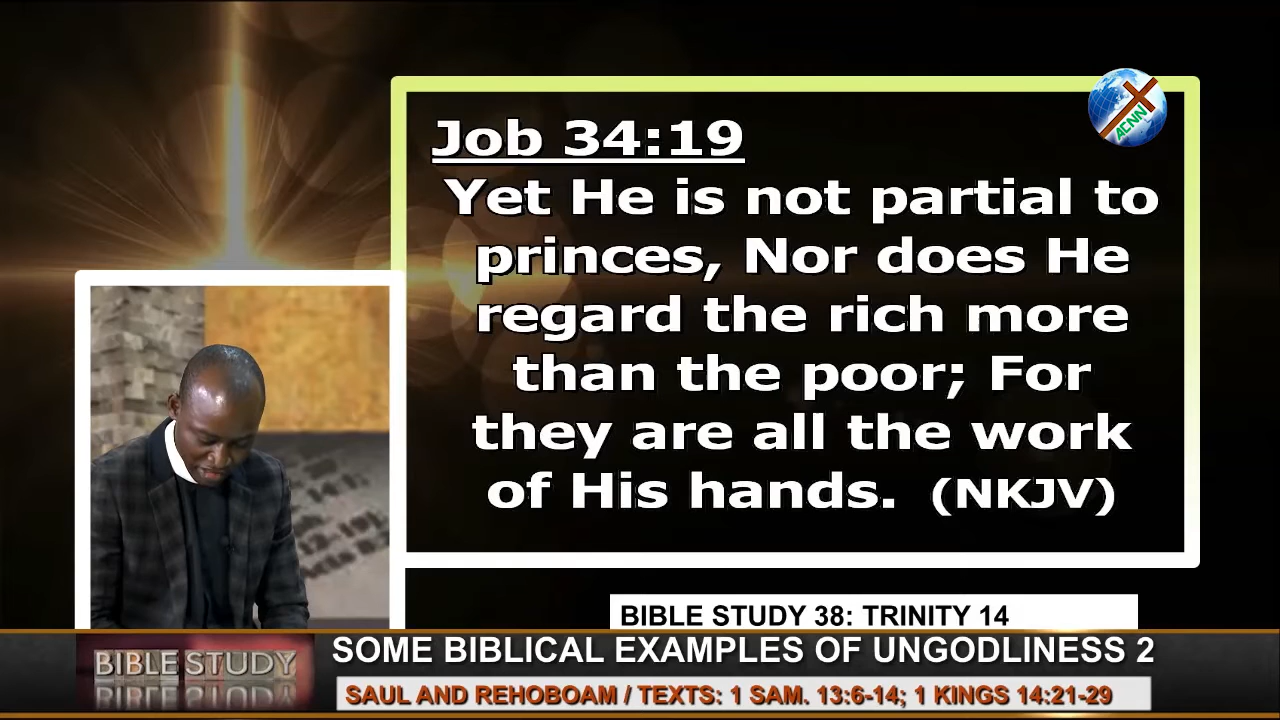 Job 34:19
Yet He is not partial to
princes, Nor does He
regard the rich more
than the poor; For
they are all the work
of His hands. (NKJV)
ACNN
BIBLE STUDY 38: TRINITY 14
BIBLE STUDY
SOME BIBLICAL EXAMPLES OF UNGODLINESS 2
SAUL AND REHOBOAM / TEXTS: 1 SAM. 13:6-14; 1 KINGS 14:21-29